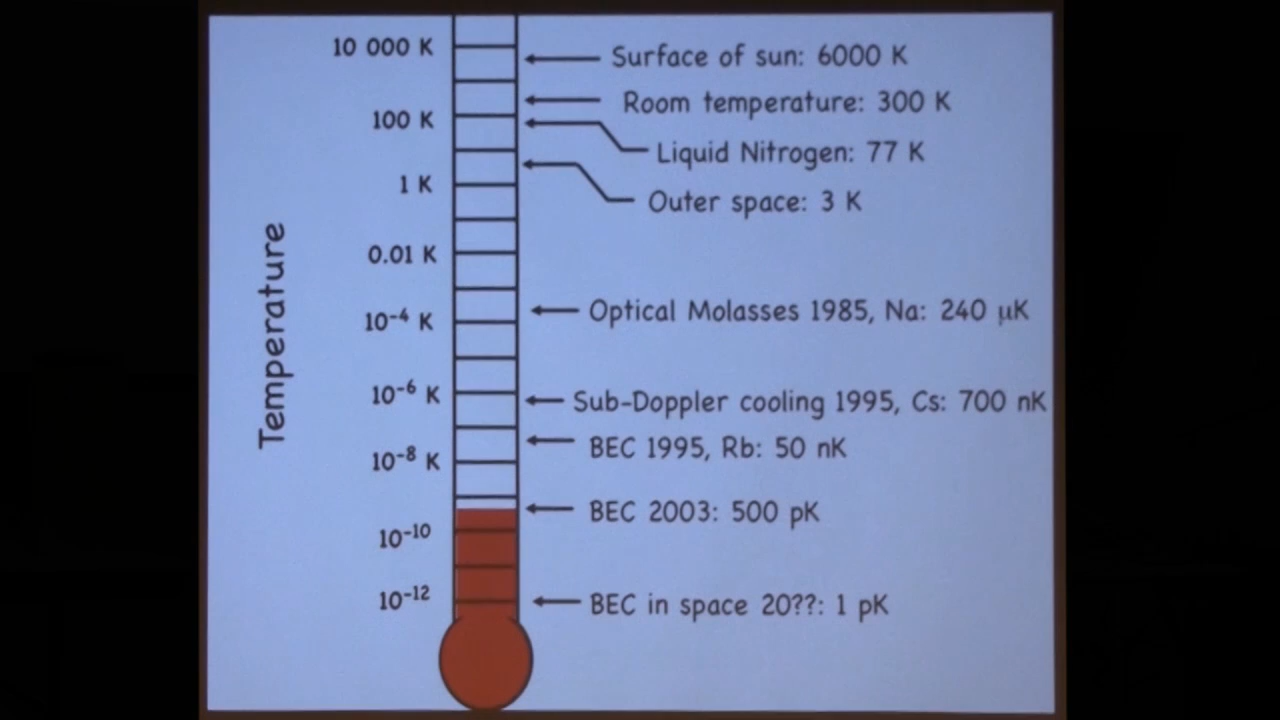 Temperature
10 000 K
100 K
1 K
0.01 K
10⁻⁴ K
10⁻⁶ K
10⁻⁸ K
10⁻¹⁰
10⁻¹²
Surface of sun: 6000 K
Room temperature: 300 K
Liquid Nitrogen: 77 K
Outer space: 3 K
Optical Molasses 1985, Na: 240 µK
Sub-Doppler cooling 1995, Cs: 700 nK
BEC 1995, Rb: 50 nK
BEC 2003: 500 pK
BEC in space 20??: 1 pK